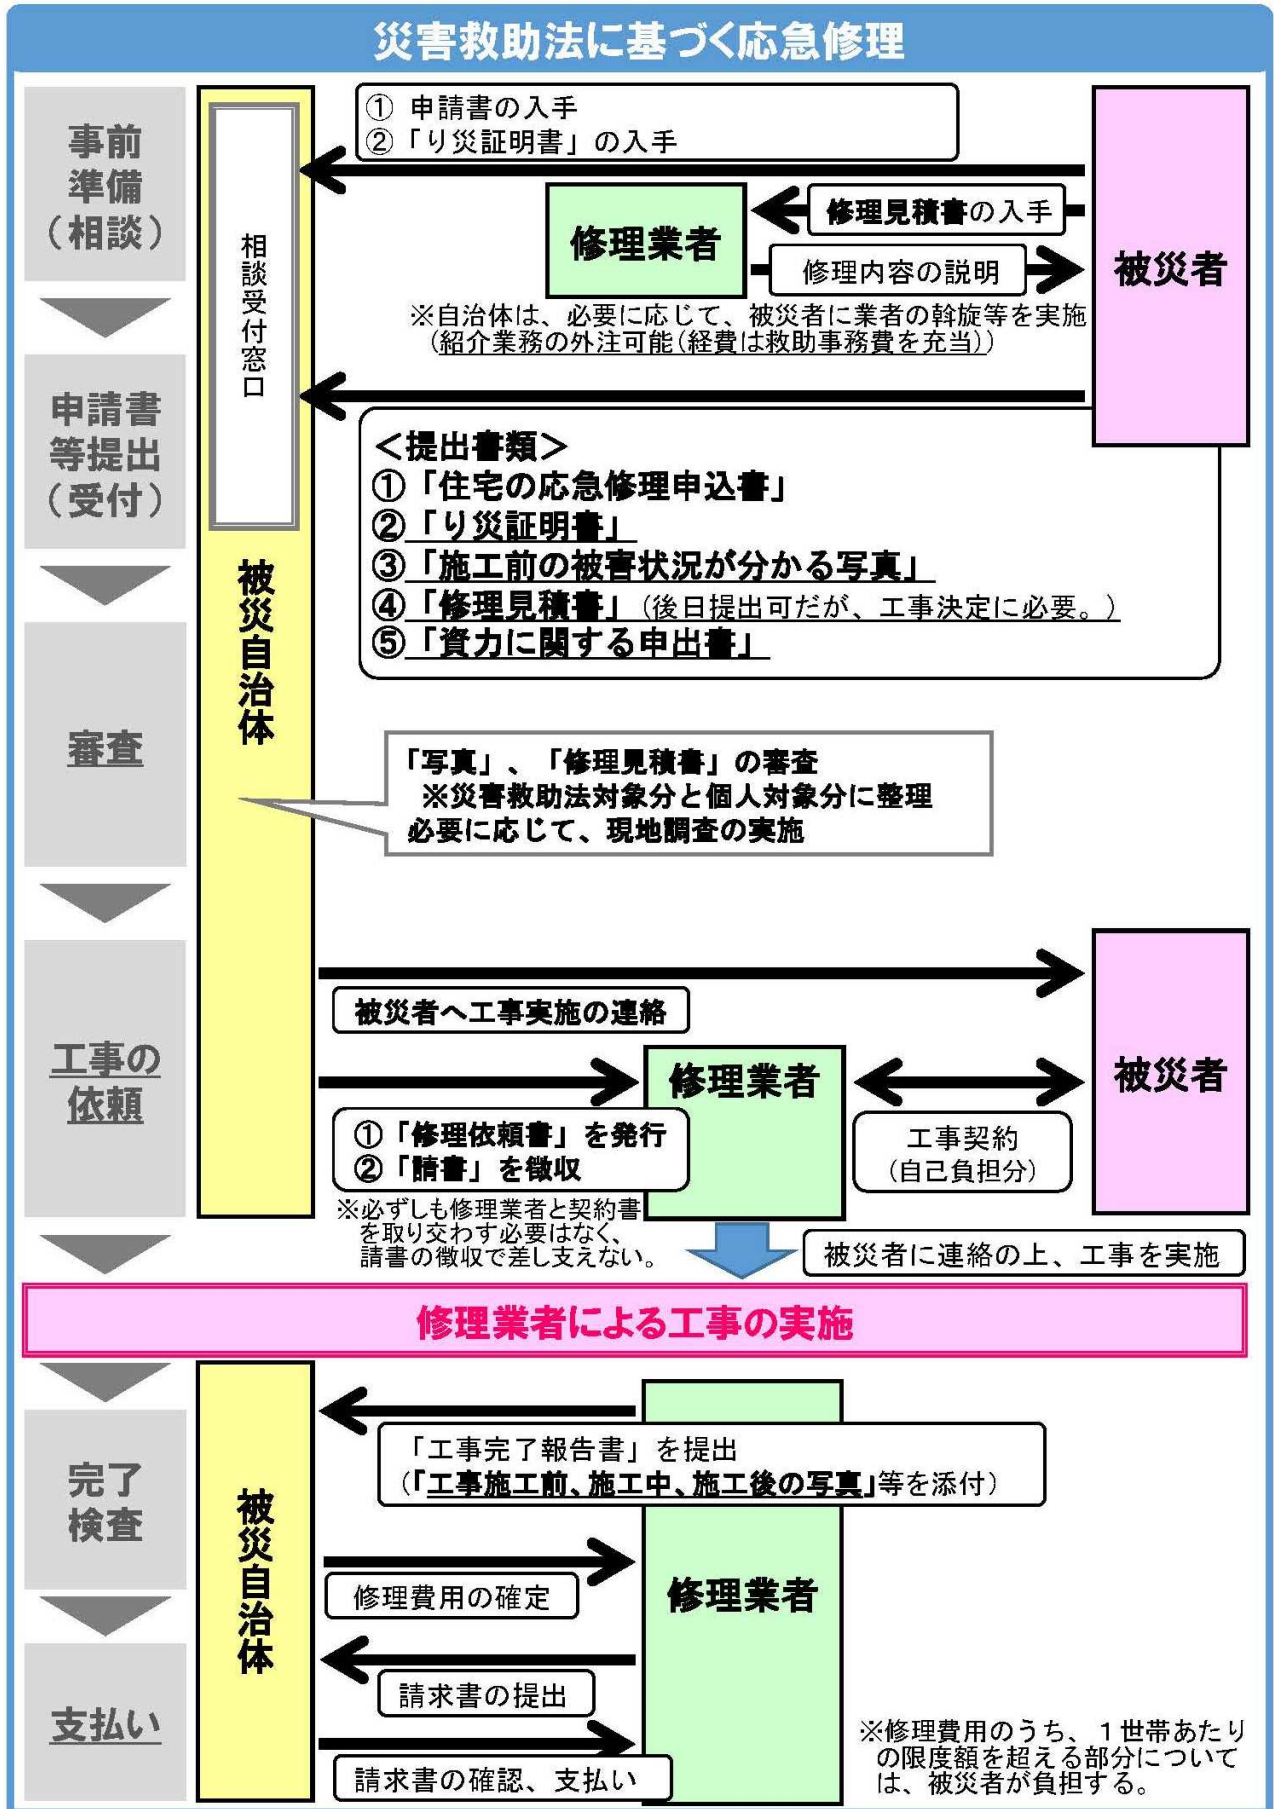 災害救助法に基づく応急修理
事前
準備
（相談）
相談受付窓口
① 申請書の入手
②「り災証明書」の入手
修理業者
修理見積書の入手
修理内容の説明
被災者
※自治体は、必要に応じて、被災者に業者の斡旋等を実施
（紹介業務の外注可能（経費は救助事務費を充当））
申請書
等提出
（受付）
＜提出書類＞
①「住宅の応急修理申込書」
②「り災証明書」
③「施工前の被害状況が分かる写真」
④「修理見積書」（後日提出可だが、工事決定に必要。）
⑤「資力に関する申出書」
被災自治体
審査
「写真」、「修理見積書」の審査
※災害救助法対象分と個人対象分に整理
必要に応じて、現地調査の実施
工事の
依頼
被災者へ工事実施の連絡
修理業者
被災者
①「修理依頼書」を発行
②「請書」を徴収
工事契約
（自己負担分）
※必ずしも修理業者と契約書
を取り交わす必要はなく、
請書の徴収で差し支えない。
被災者に連絡の上、工事を実施
修理業者による工事の実施
完了
検査
「工事完了報告書」を提出
（「工事施工前、施工中、施工後の写真」等を添付）
被災自治体
修理費用の確定
修理業者
支払い
請求書の提出
請求書の確認、支払い
※修理費用のうち、１世帯あたり
の限度額を超える部分について
は、被災者が負担する。